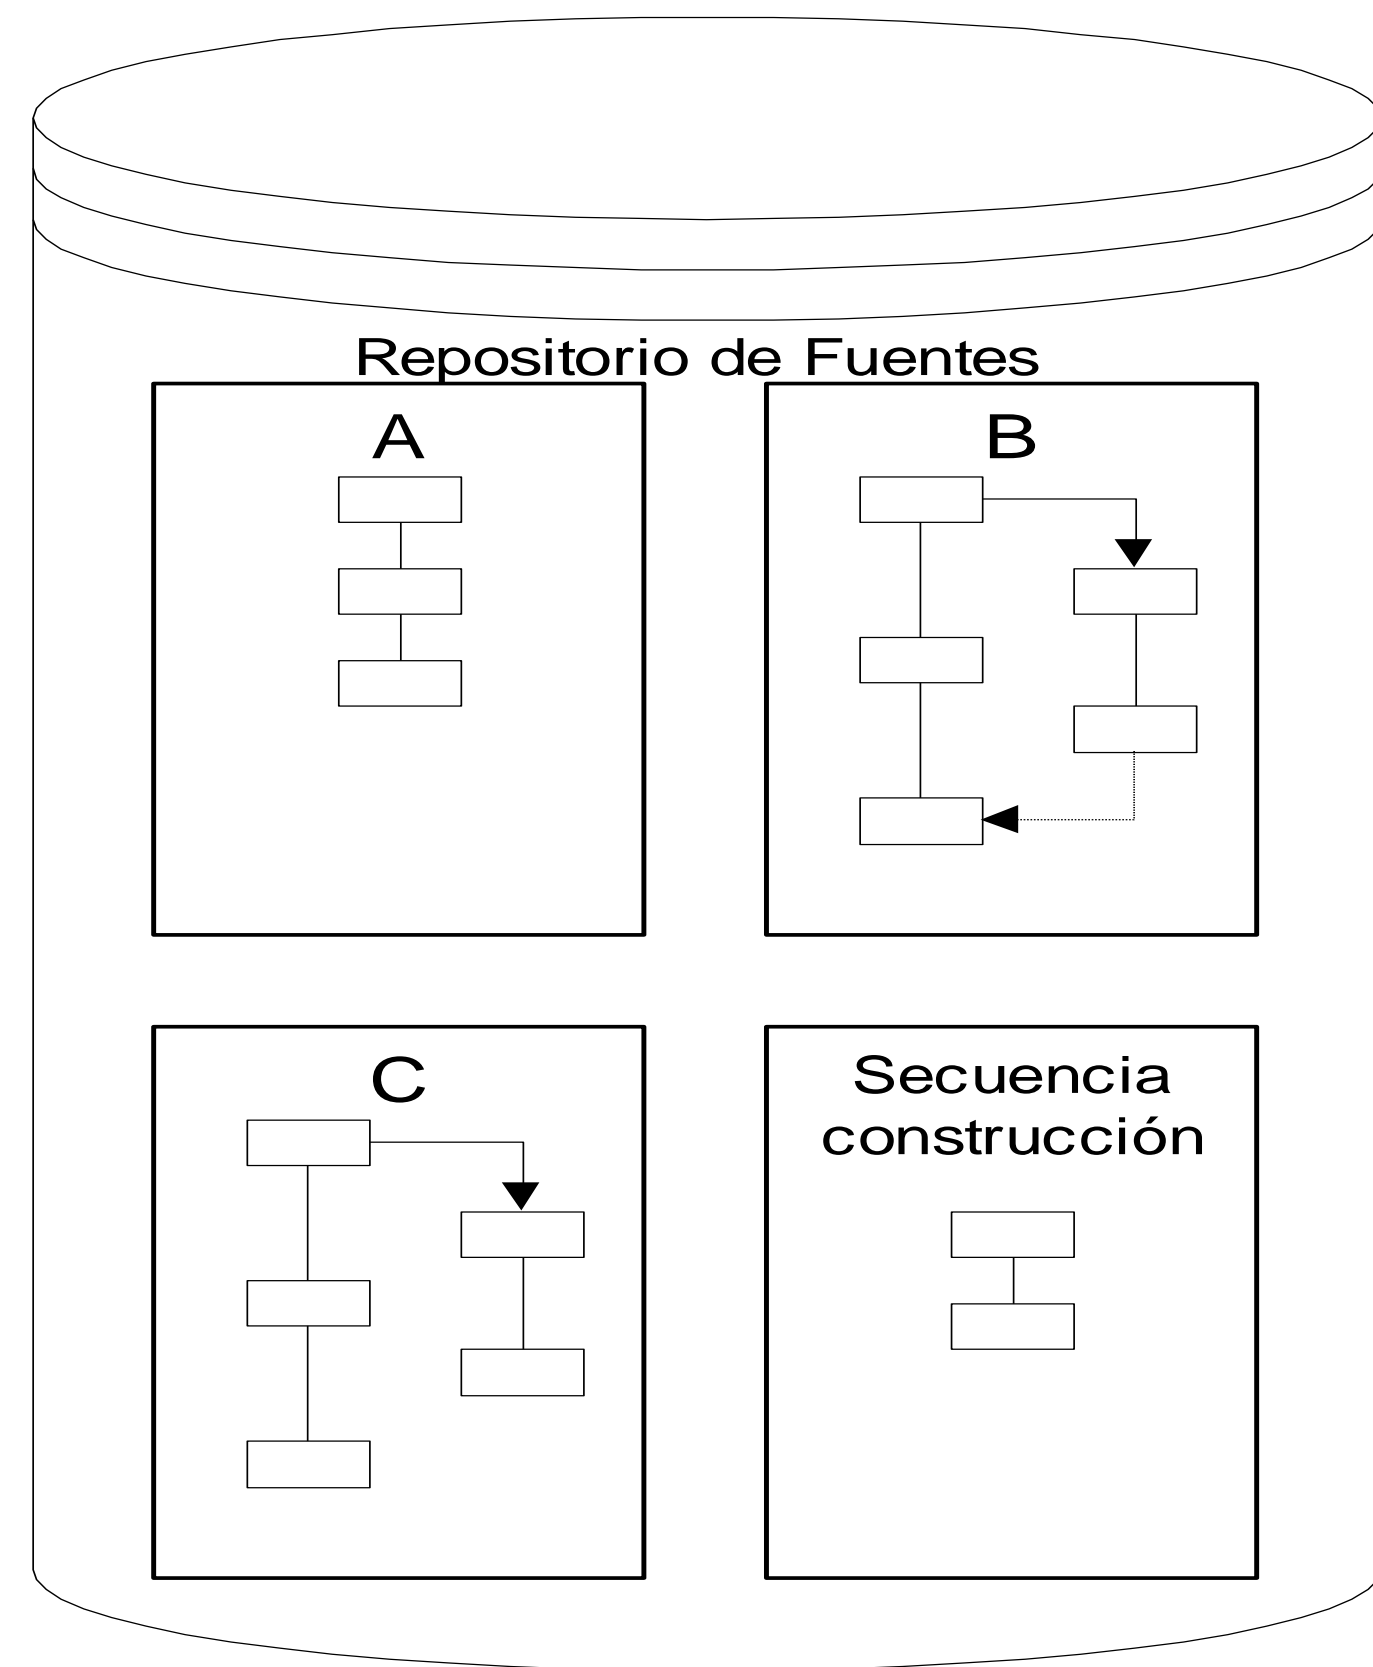 Repositorio de Fuentes
A
B
C
Secuencia
construcción